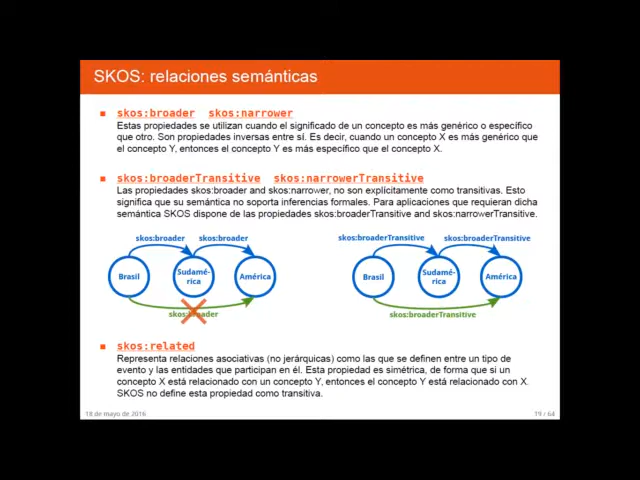 SKOS: relaciones semánticas
skos:broader skos:narrower
Estas propiedades se utilizan cuando el significado de un concepto es más genérico o específico
que otro. Son propiedades inversas entre sí. Es decir, cuando un concepto X es más genérico que
el concepto Y, entonces el concepto Y es más específico que el concepto X.
skos:broaderTransitive skos:narrowerTransitive
Las propiedades skos:broader and skos:narrower, no son explícitamente como transitivas. Esto
significa que su semántica no soporta inferencias formales. Para aplicaciones que requieran dicha
semántica SKOS dispone de las propiedades skos:broaderTransitive and skos:narrowerTransitive.
skos:broader skos:broader
Brasil
Sudamé-
rica
América
skos:broader
skos:broaderTransitive skos:broaderTransitive
Brasil
Sudamé-
rica
América
skos:broaderTransitive
skos:related
Representa relaciones asociativas (no jerárquicas) como las que se definen entre un tipo de
evento y las entidades que participan en él. Esta propiedad es simétrica, de forma que si un
concepto X está relacionado con un concepto Y, entonces el concepto Y está relacionado con X.
SKOS no define esta propiedad como transitiva.
18 de mayo de 2016
19 / 64